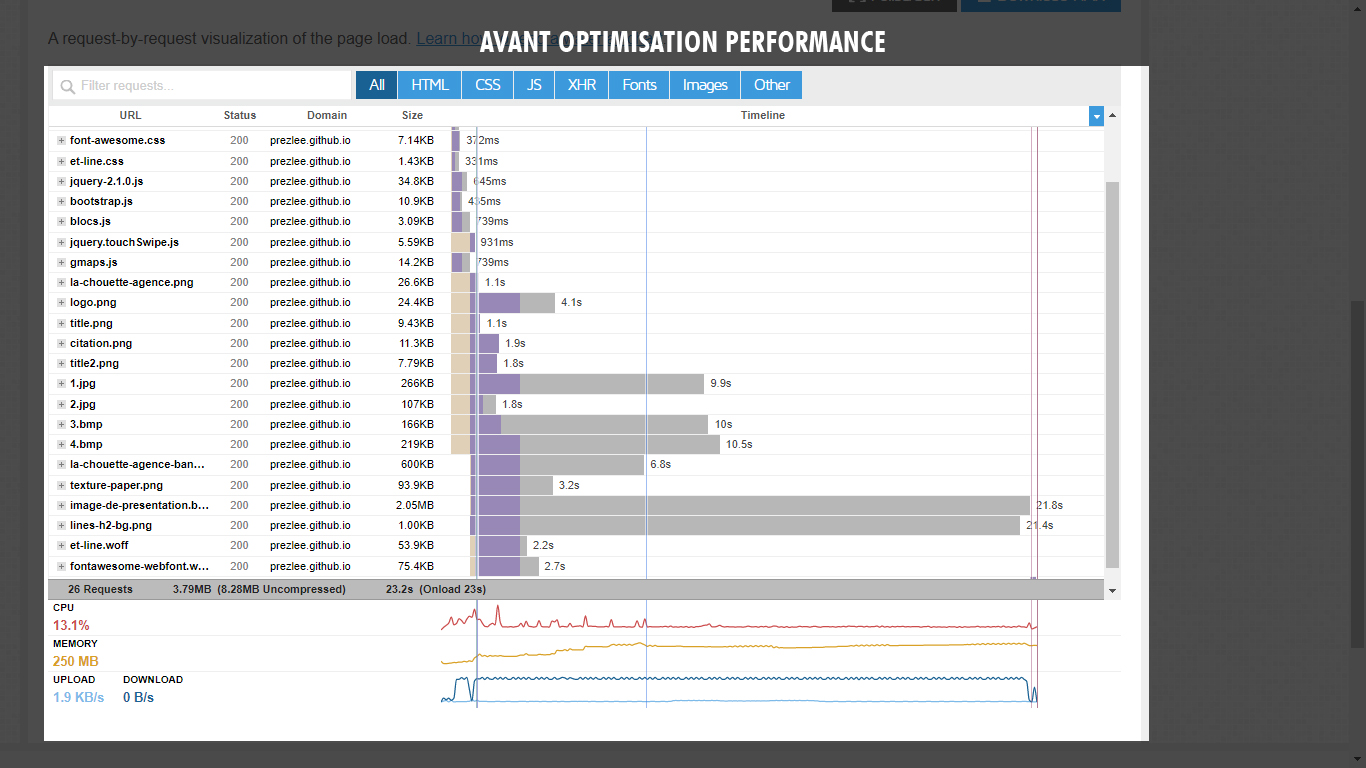 A request-by-request visualization of the page load. Learn ho
AVANT OPTIMISATION PERFORMANCE
Filter requests...
All HTML CSS JS XHR Fonts Images Other
URL Status Domain Size Timeline
font-awesome.css 200 prezlee.github.io 7.14KB 372ms
et-line.css 200 prezlee.github.io 1.43KB 331ms
jquery-2.1.0.js 200 prezlee.github.io 34.8KB 645ms
bootstrap.js 200 prezlee.github.io 10.9KB 435ms
blocs.js 200 prezlee.github.io 3.09KB 739ms
jquery.touchSwipe.js 200 prezlee.github.io 5.59KB 931ms
gmaps.js 200 prezlee.github.io 14.2KB 739ms
la-chouette-agence.png 200 prezlee.github.io 26.6KB 1.1s
logo.png 200 prezlee.github.io 24.4KB 4.1s
title.png 200 prezlee.github.io 9.43KB 1.1s
citation.png 200 prezlee.github.io 11.3KB 1.9s
title2.png 200 prezlee.github.io 7.79KB 1.8s
1.jpg 200 prezlee.github.io 266KB 9.9s
2.jpg 200 prezlee.github.io 107KB 1.8s
3.bmp 200 prezlee.github.io 166KB 10s
4.bmp 200 prezlee.github.io 219KB 10.5s
la-chouette-agence-ban... 200 prezlee.github.io 600KB 6.8s
texture-paper.png 200 prezlee.github.io 93.9KB 3.2s
image-de-presentation.b... 200 prezlee.github.io 2.05MB 21.8s
lines-h2-bg.png 200 prezlee.github.io 1.00KB 21.4s
et-line.woff 200 prezlee.github.io 53.9KB 2.2s
fontawesome-webfont.w... 200 prezlee.github.io 75.4KB 2.7s
26 Requests 3.79MB (8.28MB Uncompressed) 23.2s (Onload 23s)
CPU
13.1%
MEMORY
250 MB
UPLOAD DOWNLOAD
1.9 KB/s 0 B/s